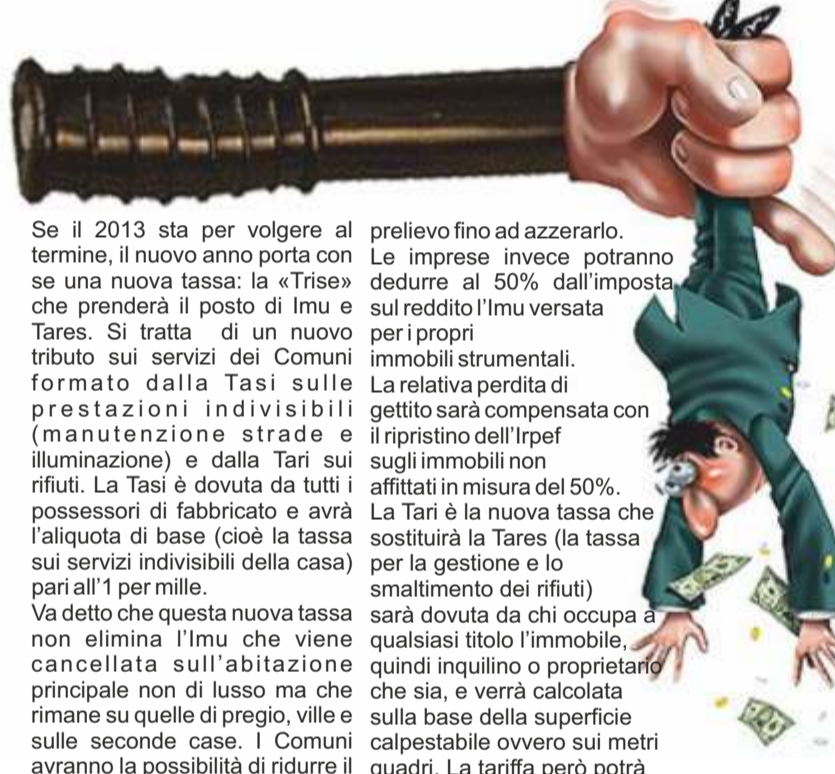 Se il 2013 sta per volgere al
termine, il nuovo anno porta con
se una nuova tassa: la «Trise»
che prenderà il posto di Imu e
Tares. Si tratta di un nuovo
tributo sui servizi dei Comuni
formato dalla Tasi sulle
prestazioni indivisibili
(manutenzione strade e
illuminazione) e dalla Tari sui
rifiuti. La Tasi è dovuta da tutti i
possessori di fabbricato e avrà
l'aliquota di base (cioè la tassa
sui servizi indivisibili della casa)
pari all'1 per mille.
Va detto che questa nuova tassa
non elimina l'Imu che viene
cancellata sull'abitazione
principale non di lusso ma che
rimane su quelle di pregio, ville e
sulle seconde case. I Comuni
avranno la possibilità di ridurre il
prelievo fino ad azzerarlo.
Le imprese invece potranno
dedurre al 50% dall'imposta
sul reddito l'Imu versata
per i propri
immobili strumentali.
La relativa perdita di
gettito sarà compensata con
il ripristino dell'Irpef
sugli immobili non
affittati in misura del 50%.
La Tari è la nuova tassa che
sostituirà la Tares (la tassa
per la gestione e lo
smaltimento dei rifiuti)
sarà dovuta da chi occupa a
qualsiasi titolo l'immobile,
quindi inquilino o proprietario
che sia, e verrà calcolata
sulla base della superficie
calpestabile ovvero sui metri
quadri. La tariffa però potrà